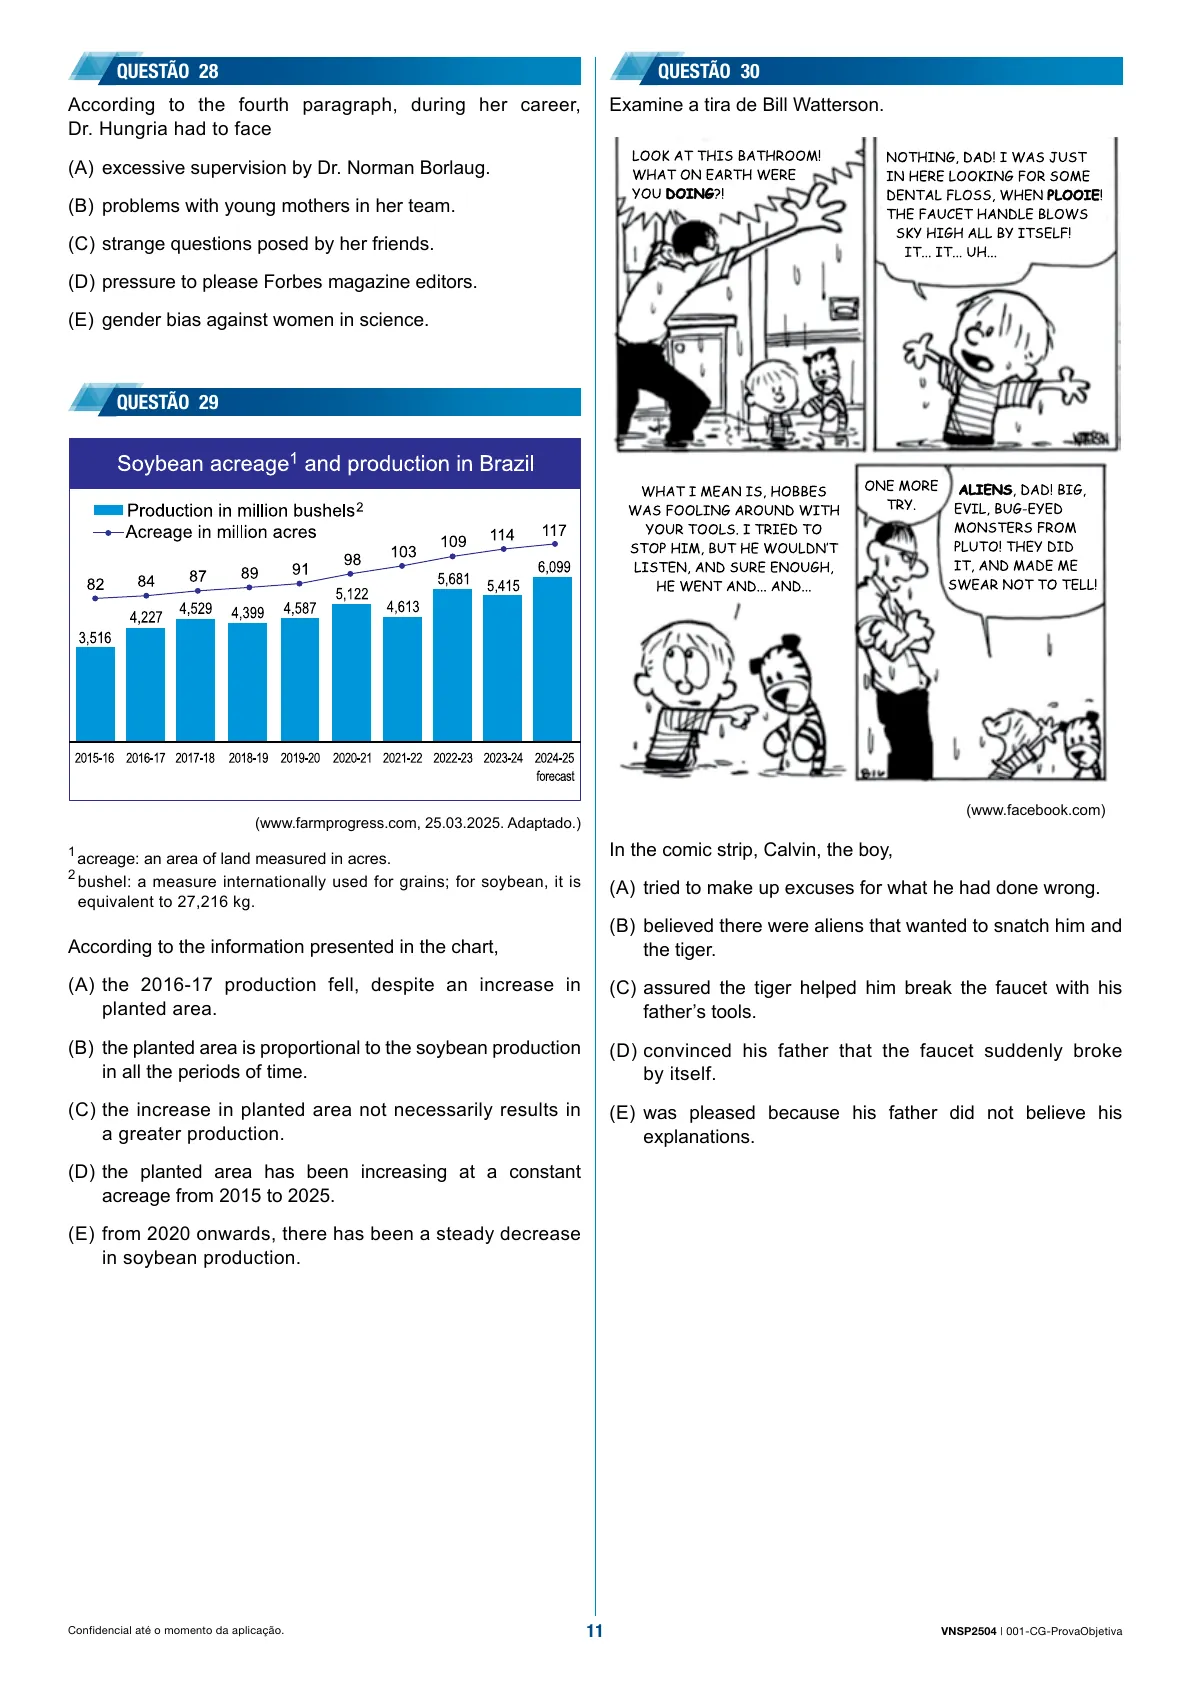 QUESTÃO 28
According to the fourth paragraph, during her career,
Dr. Hungria had to face
(A) excessive supervision by Dr. Norman Borlaug.
(B) problems with young mothers in her team.
(C) strange questions posed by her friends.
(D) pressure to please Forbes magazine editors.
(E) gender bias against women in science.
QUESTÃO 29
Soybean acreage1 and production in Brazil
Production in million bushels2
Acreage in million acres
82 84 87 89 91 98 103 109 114 117
3,516 4,227 4,529 4,399 4,587 5,122 4,613 5,681 5,415 6,099
2015-16 2016-17 2017-18 2018-19 2019-20 2020-21 2021-22 2022-23 2023-24 2024-25
forecast
(www.farmprogress.com, 25.03.2025. Adaptado.)
1 acreage: an area of land measured in acres.
2 bushel: a measure internationally used for grains; for soybean, it is
equivalent to 27,216 kg.
According to the information presented in the chart,
(A) the 2016-17 production fell, despite an increase in
planted area.
(B) the planted area is proportional to the soybean production
in all the periods of time.
(C) the increase in planted area not necessarily results in
a greater production.
(D) the planted area has been increasing at a constant
acreage from 2015 to 2025.
(E) from 2020 onwards, there has been a steady decrease
in soybean production.
QUESTÃO 30
Examine a tira de Bill Watterson.
LOOK AT THIS BATHROOM!
WHAT ON EARTH WERE
YOU DOING?!
NOTHING, DAD! I WAS JUST
IN HERE LOOKING FOR SOME
DENTAL FLOSS, WHEN PLOOIE!
THE FAUCET HANDLE BLOWS
SKY HIGH ALL BY ITSELF!
IT... IT... UH...
WATTERSON
WHAT I MEAN IS, HOBBES
WAS FOOLING AROUND WITH
YOUR TOOLS. I TRIED TO
STOP HIM, BUT HE WOULDN'T
LISTEN, AND SURE ENOUGH,
HE WENT AND... AND...
ONE MORE
TRY.
ALIENS, DAD! BIG,
EVIL, BUG-EYED
MONSTERS FROM
PLUTO! THEY DID
IT, AND MADE ME
SWEAR NOT TO TELL!
(www.facebook.com)
In the comic strip, Calvin, the boy,
(A) tried to make up excuses for what he had done wrong.
(B) believed there were aliens that wanted to snatch him and
the tiger.
(C) assured the tiger helped him break the faucet with his
father's tools.
(D) convinced his father that the faucet suddenly broke
by itself.
(E) was pleased because his father did not believe his
explanations.
Confidencial até o momento da aplicação.
11
VNSP2504 | 001-CG-ProvaObjetiva